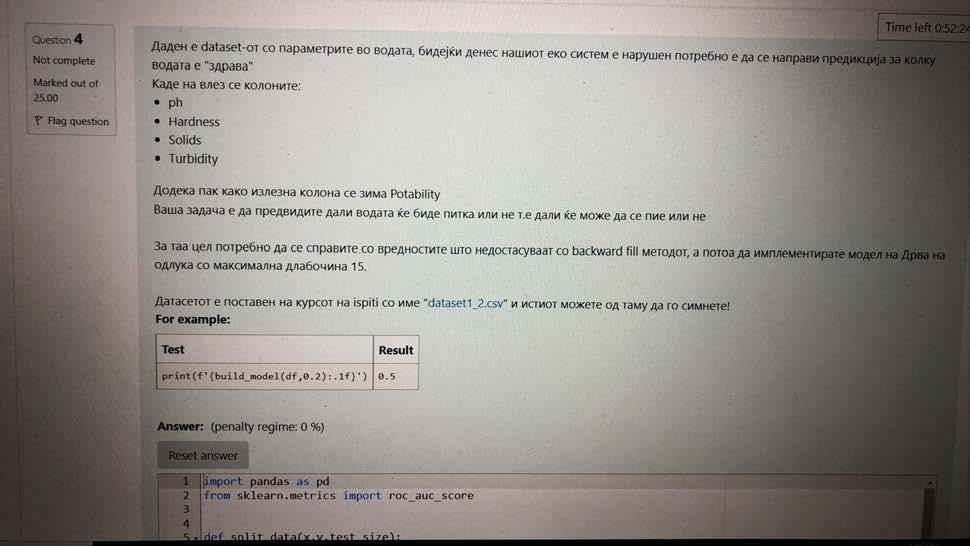 Time left 0:52:24
Question 4
Not complete
Marked out of
25.00
Flag question
Даден е dataset-от со параметрите во водата, бидејќи денес нашиот еко систем е нарушен потребно е да се направи предикција за колку
водата е "здрава"
Каде на влез се колоните:
• ph
• Hardness
• Solids
• Turbidity
Додека пак како излезна колона се зима Potability
Ваша задача е да предвидите дали водата ќе биде питка или не т.е дали ќе може да се пие или не
За таа цел потребно да се справите со вредностите што недостасуваат со backward fill методот, а потоа да имплементирате модел на Дрва на
одлука со максимална длабочина 15.
Датасетот е поставен на курсот на ispiti со име "dataset1_2.csv" и истиот можете од таму да го симнете!
For example:
Test Result
print(f'{build_model(df,0.2):.1f}') 0.5
Answer: (penalty regime: 0 %)
Reset answer
1 import pandas as pd
2 from sklearn.metrics import roc_auc_score
3
4
5 def split_data(x,y,test_size):